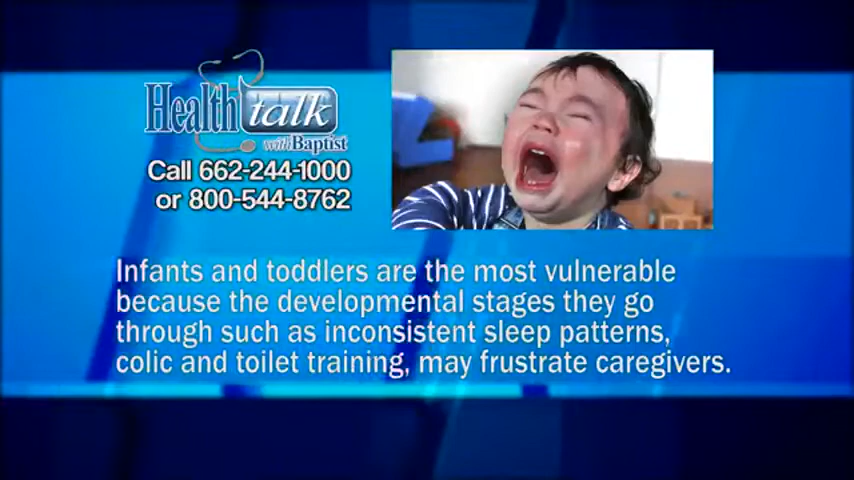 Health talk
with Baptist
Call 662-244-1000
or 800-544-8762
Infants and toddlers are the most vulnerable
because the developmental stages they go
through such as inconsistent sleep patterns,
colic and toilet training, may frustrate caregivers.